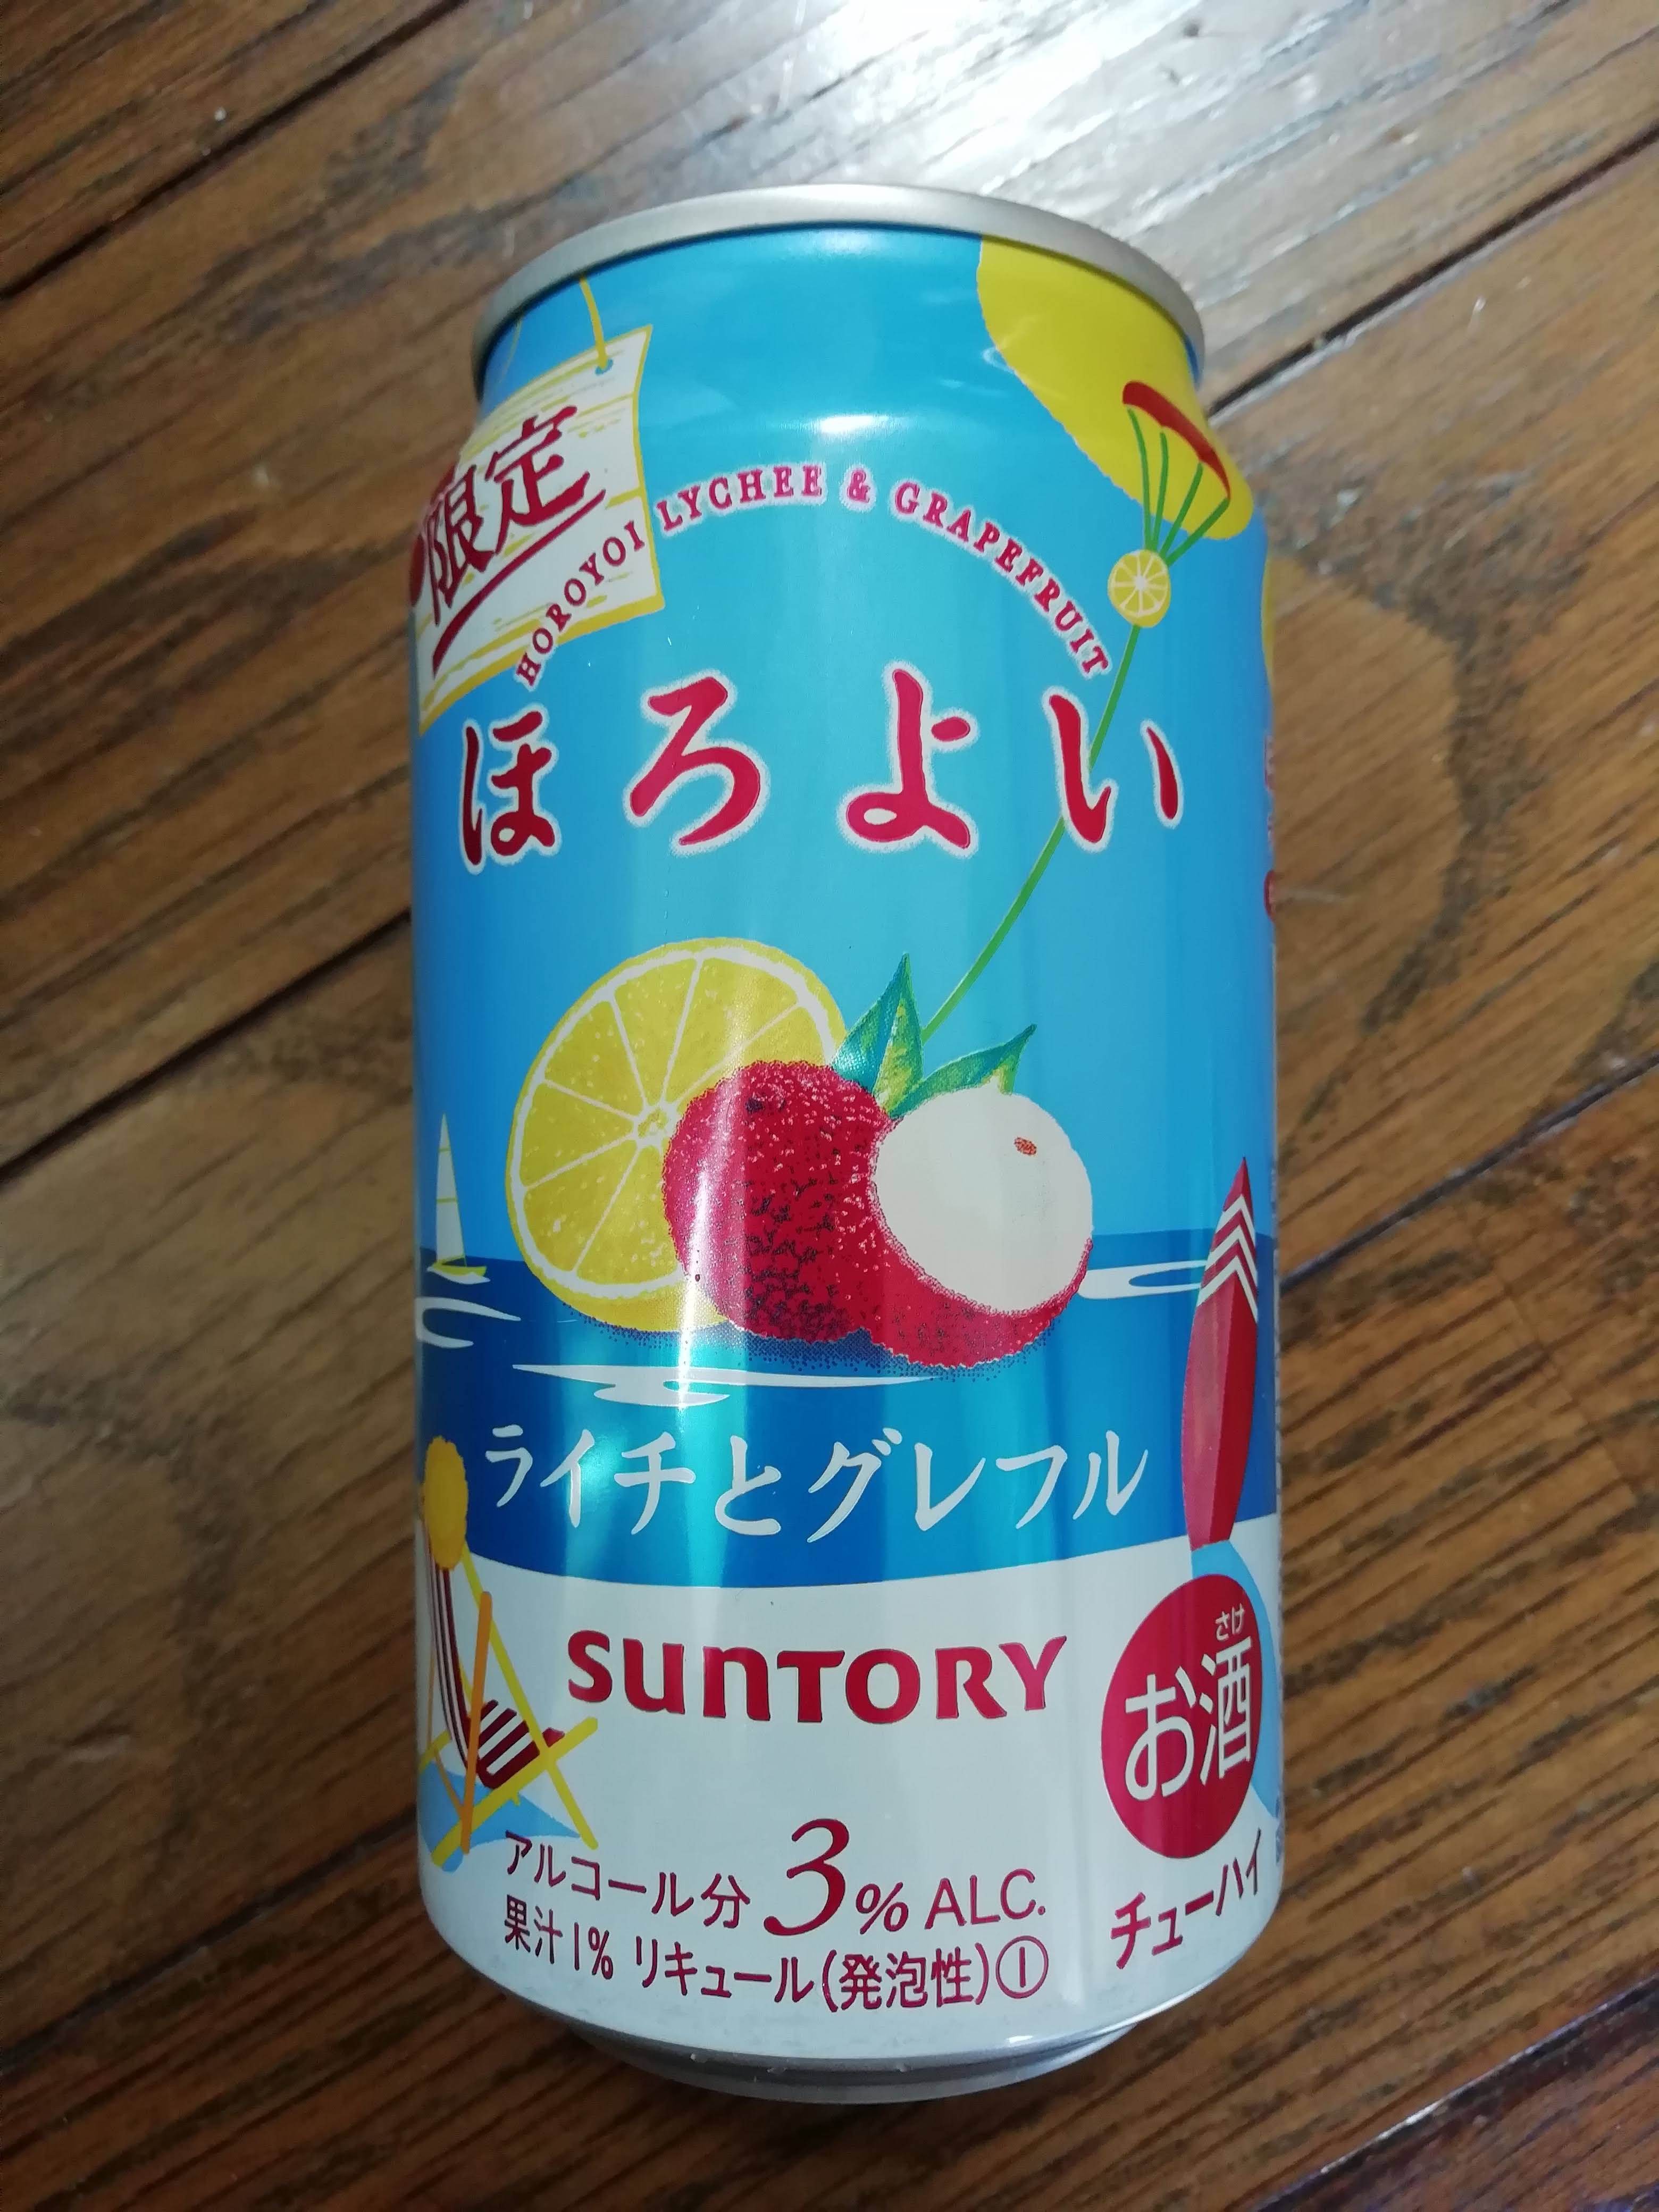 限定
HOROYOI LYCHEE & GRAPEFRUIT
ほろよい
ライチとグレフル
SUNTORY
さけ
お酒
チューハイ
アルコール分3% ALC.
果汁1% リキュール(発泡性)①